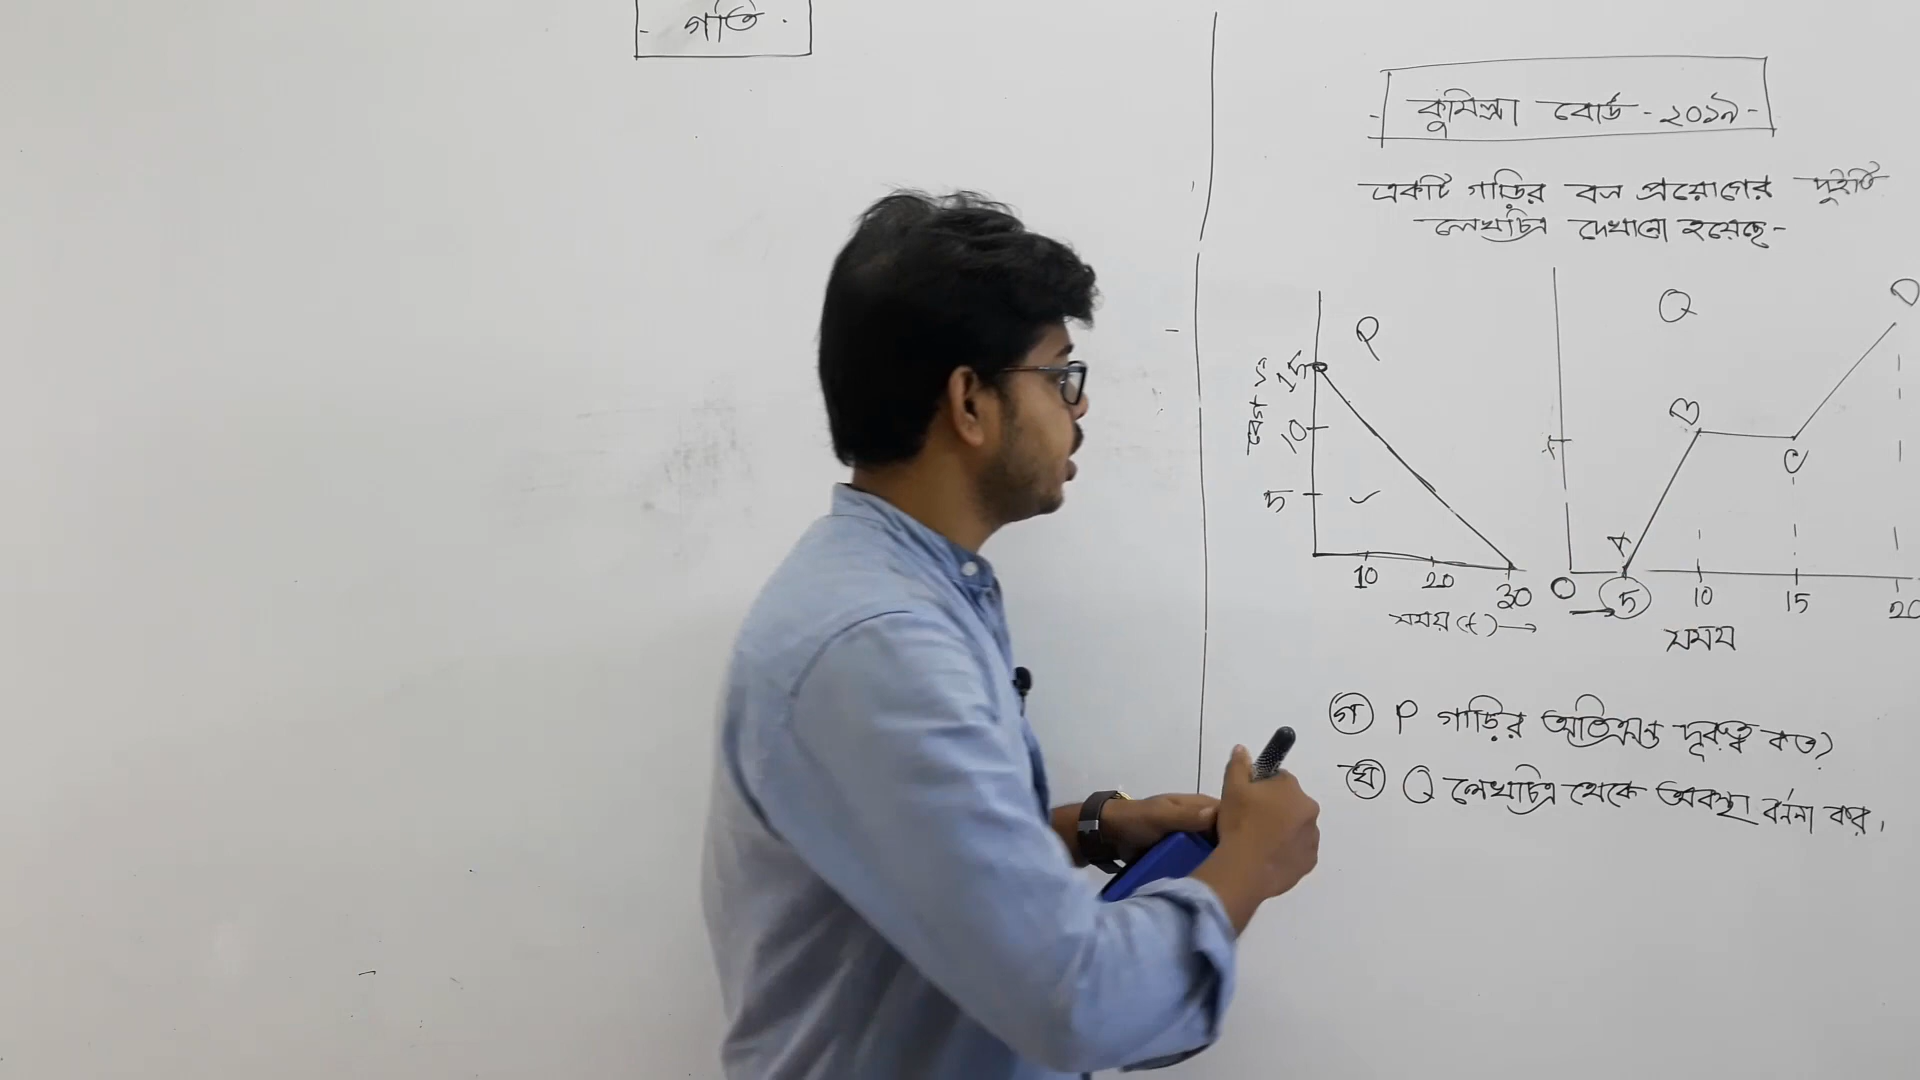 গতি
কুমিল্লা বোর্ড - ২০১৯
একটি গাড়ির বল প্রয়োগের দুইটি
লেখচিত্র দেখানো হয়েছে-
P
বেগ
15
10
5
10 20 30
সময় (t) →
Q
D
B
C
A
O 5 10 15 20
সময়
গ P গাড়ির অতিক্রান্ত দূরত্ব কত?
ঘ Q লেখচিত্র থেকে অবস্থা বর্ননা কর।